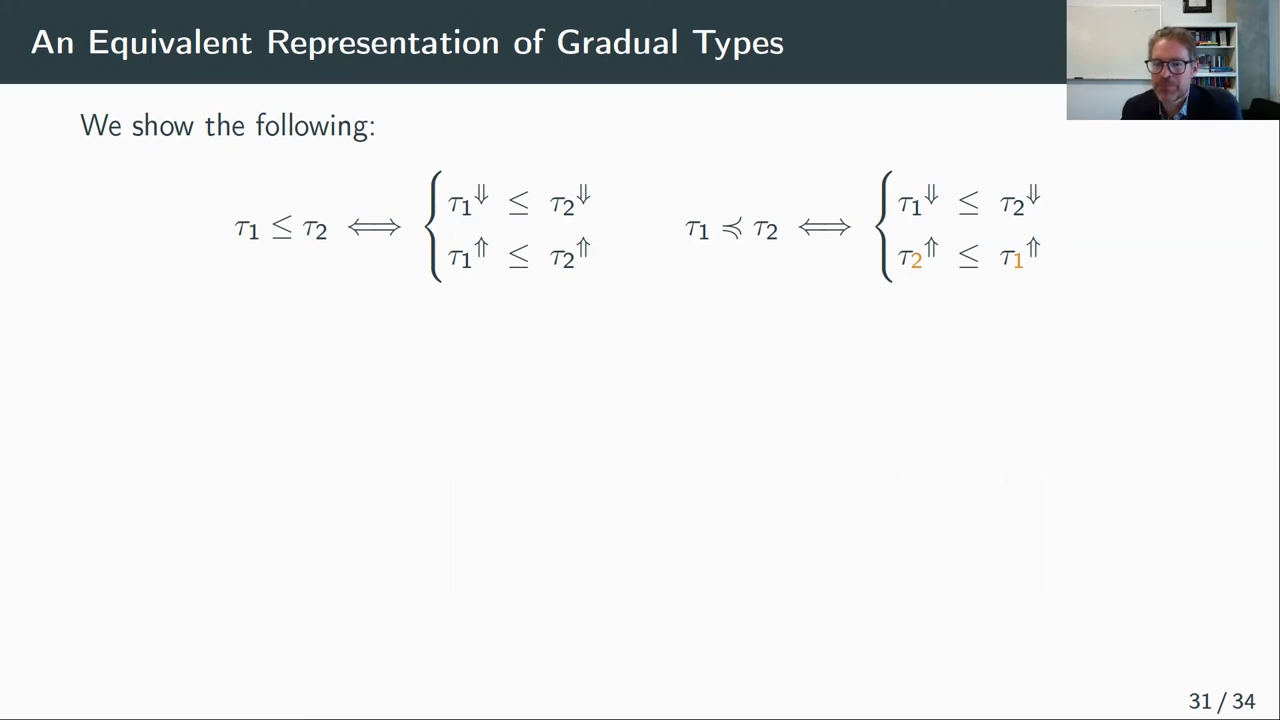 An Equivalent Representation of Gradual Types
We show the following:
τ₁ ≤ τ₂ ⟺ { τ₁⇓ ≤ τ₂⇓
τ₁⇑ ≤ τ₂⇑
τ₁ ≼ τ₂ ⟺ { τ₁⇓ ≤ τ₂⇓
τ₂⇑ ≤ τ₁⇑
31 / 34